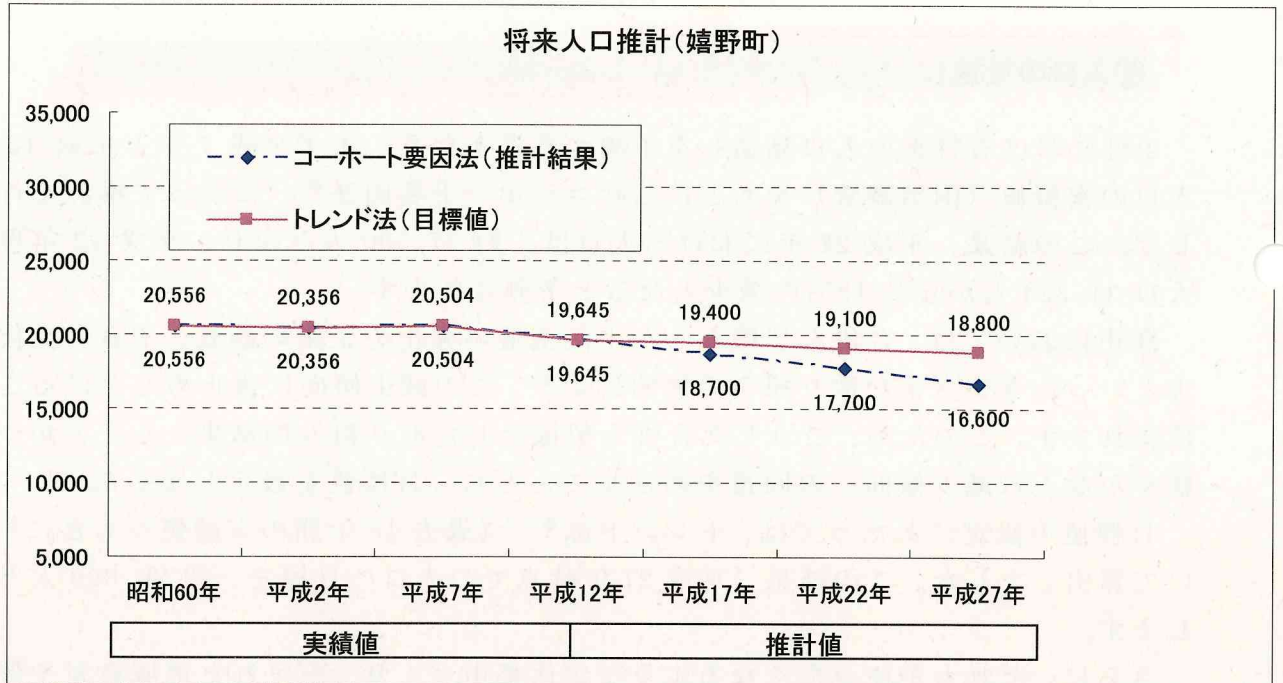 将来人口推計(嬉野町)
35,000
30,000
25,000
20,000
15,000
10,000
5,000
コーホート要因法(推計結果)
トレンド法(目標値)
20,556 20,356 20,504 19,645 19,400 19,100 18,800
20,556 20,356 20,504 19,645 18,700 17,700 16,600
昭和60年 平成2年 平成7年 平成12年 平成17年 平成22年 平成27年
実績値 推計値